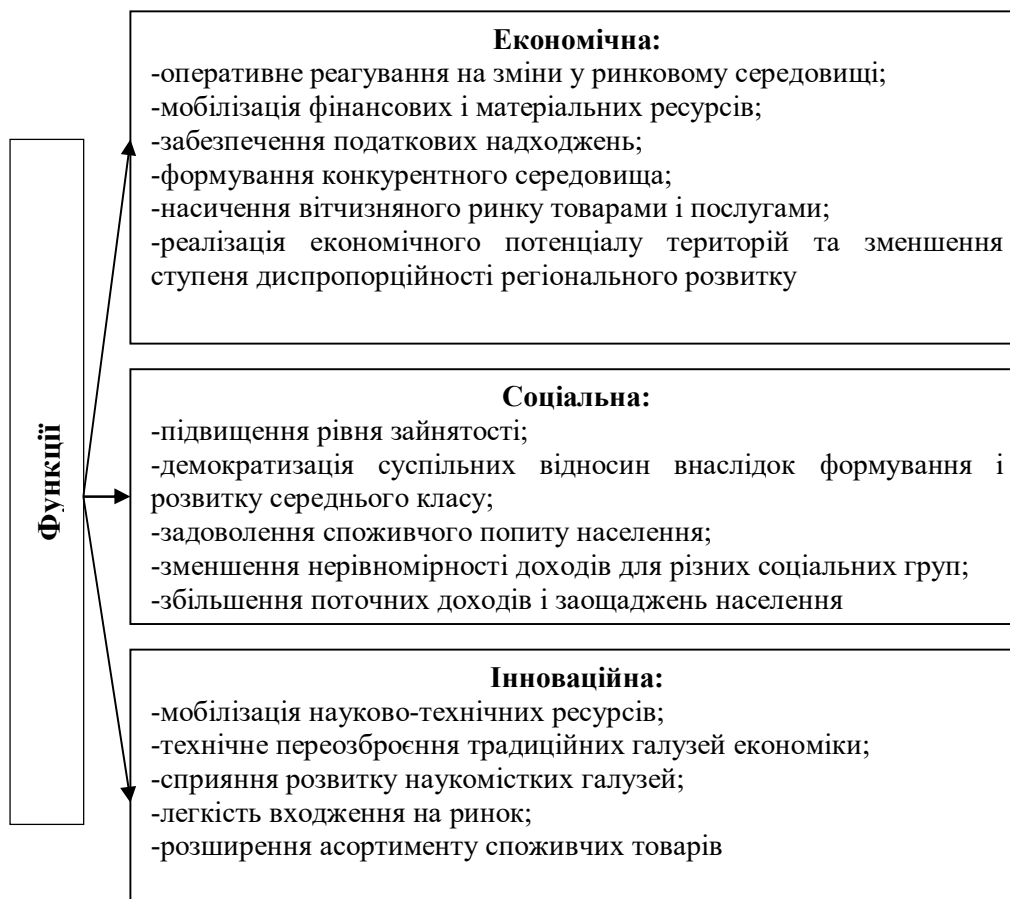 Функції
Економічна:
-оперативне реагування на зміни у ринковому середовищі;
-мобілізація фінансових і матеріальних ресурсів;
-забезпечення податкових надходжень;
-формування конкурентного середовища;
-насичення вітчизняного ринку товарами і послугами;
-реалізація економічного потенціалу територій та зменшення
ступеня диспропорційності регіонального розвитку
Соціальна:
-підвищення рівня зайнятості;
-демократизація суспільних відносин внаслідок формування і
розвитку середнього класу;
-задоволення споживчого попиту населення;
-зменшення нерівномірності доходів для різних соціальних груп;
-збільшення поточних доходів і заощаджень населення
Інноваційна:
-мобілізація науково-технічних ресурсів;
-технічне переозброєння традиційних галузей економіки;
-сприяння розвитку наукомістких галузей;
-легкість входження на ринок;
-розширення асортименту споживчих товарів